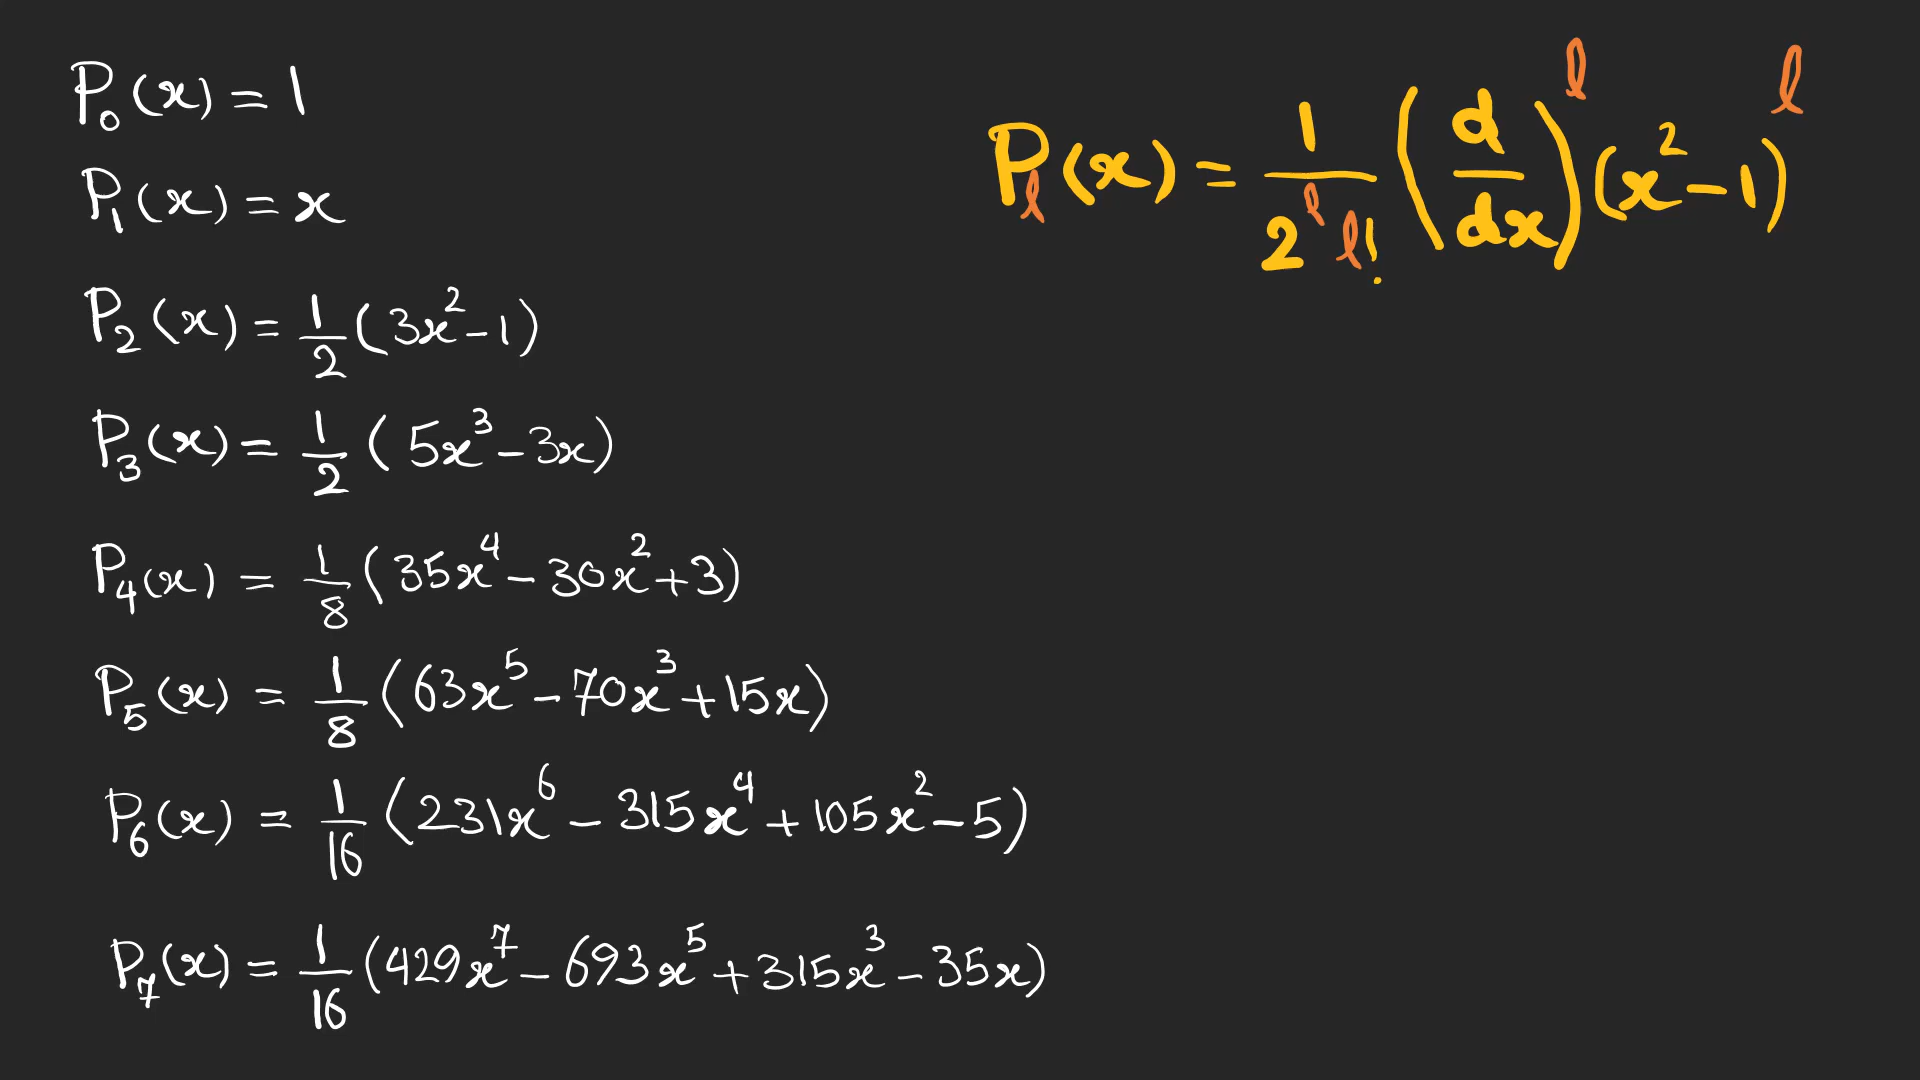 P₀(x) = 1
P₁(x) = x
P₂(x) = 1/2 (3x² - 1)
P₃(x) = 1/2 (5x³ - 3x)
P₄(x) = 1/8 (35x⁴ - 30x² + 3)
P₅(x) = 1/8 (63x⁵ - 70x³ + 15x)
P₆(x) = 1/16 (231x⁶ - 315x⁴ + 105x² - 5)
P₇(x) = 1/16 (429x⁷ - 693x⁵ + 315x³ - 35x)
P_l(x) = 1/(2^l l!) (d/dx)^l (x² - 1)^l